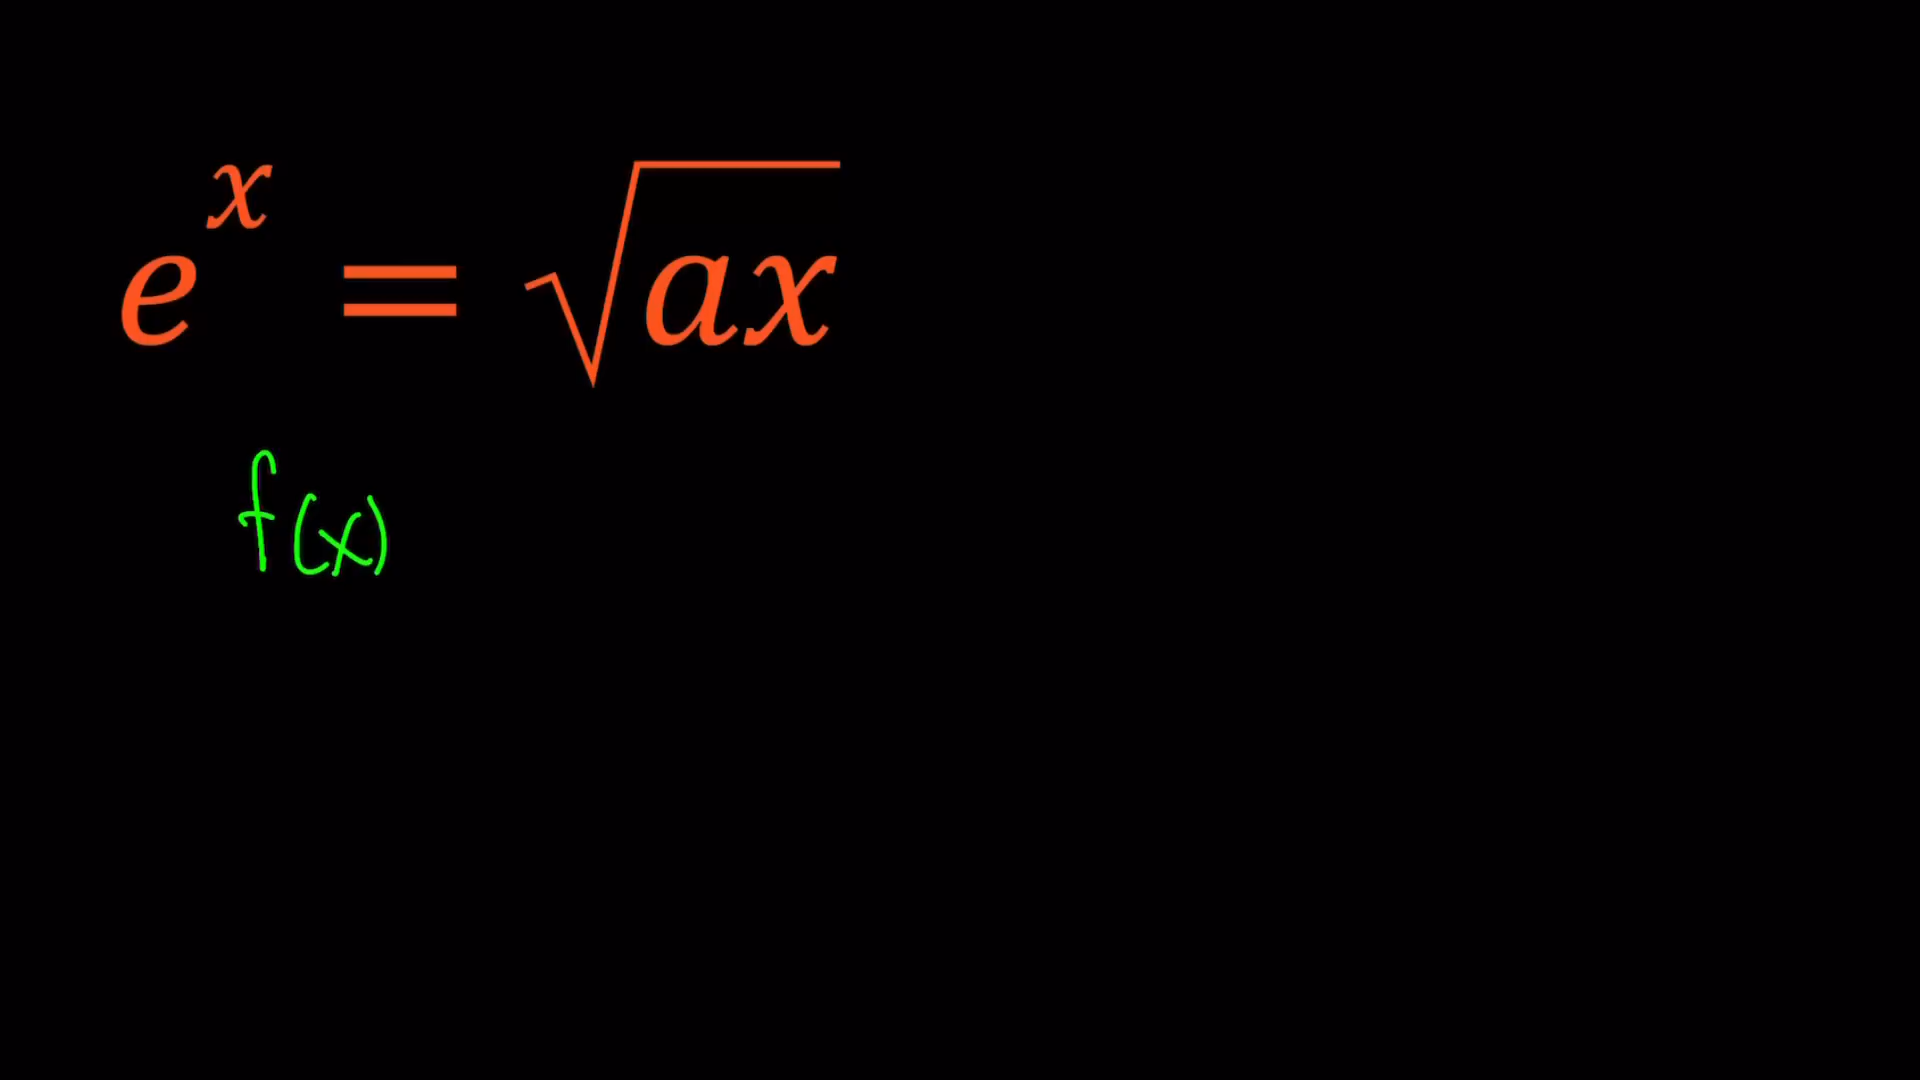 e^x = √ax
f(x)